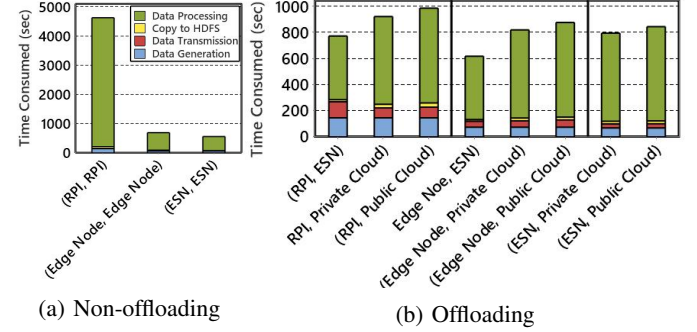 Time Consumed (sec)
5000
4000
3000
2000
1000
0
Data Processing
Copy to HDFS
Data Transmission
Data Generation
(RPI, RPI)
(Edge Node, Edge Node)
(ESN, ESN)
(a) Non-offloading
Time Consumed (sec)
1000
800
600
400
200
0
(RPI, ESN)
RPI, Private Cloud)
(RPI, Public Cloud)
Edge Noe, ESN)
(Edge Node, Private Cloud)
(Edge Node, Public Cloud)
(ESN, Private Cloud)
(ESN, Public Cloud)
(b) Offloading